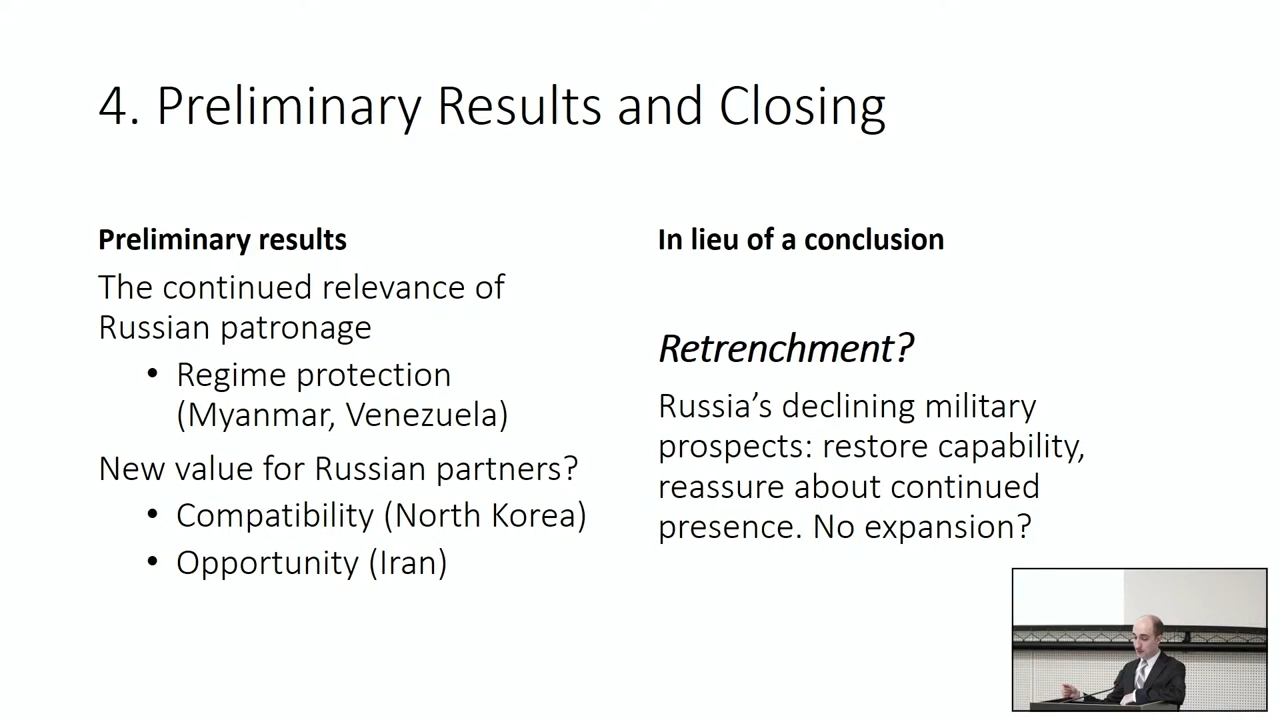 4. Preliminary Results and Closing
Preliminary results
The continued relevance of
Russian patronage
• Regime protection
(Myanmar, Venezuela)
New value for Russian partners?
• Compatibility (North Korea)
• Opportunity (Iran)
In lieu of a conclusion
Retrenchment?
Russia’s declining military
prospects: restore capability,
reassure about continued
presence. No expansion?